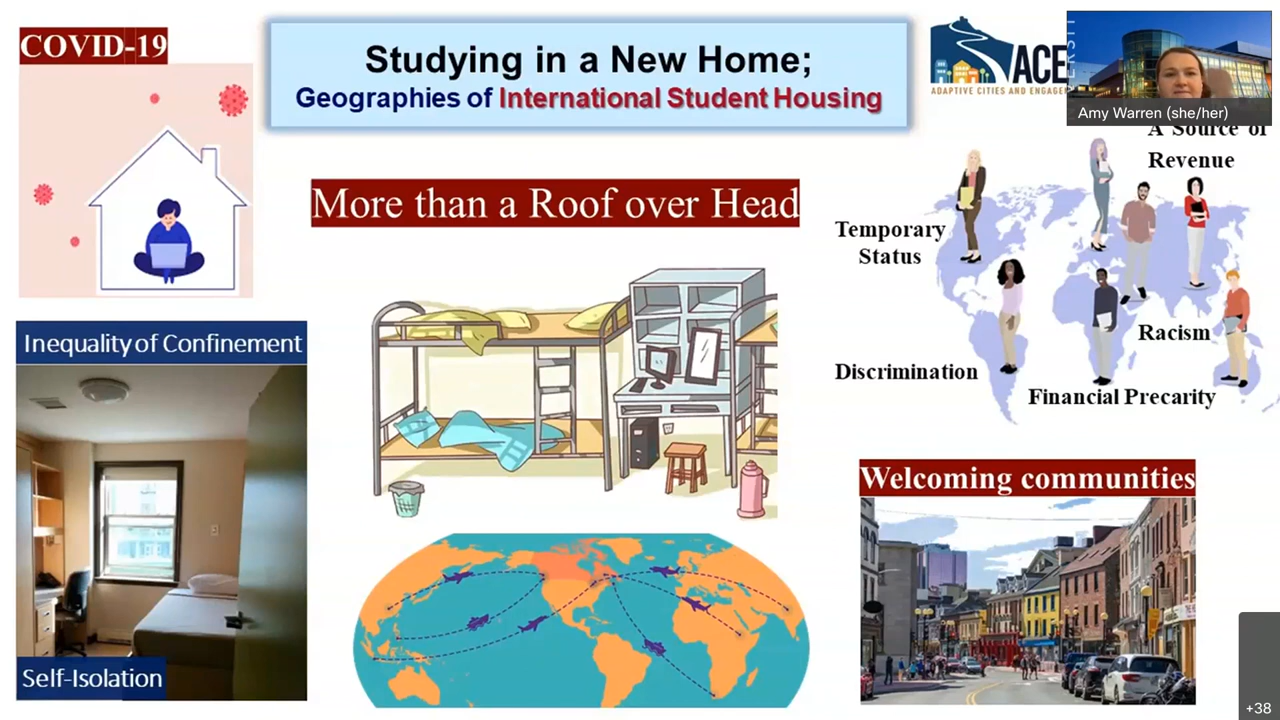 COVID-19
Studying in a New Home;
Geographies of International Student Housing
ACE
ADAPTIVE CITIES AND ENGAGE
Amy Warren (she/her)
A Source of
Revenue
More than a Roof over Head
Temporary
Status
Racism
Discrimination
Financial Precarity
Inequality of Confinement
Self-Isolation
Welcoming communities
+38